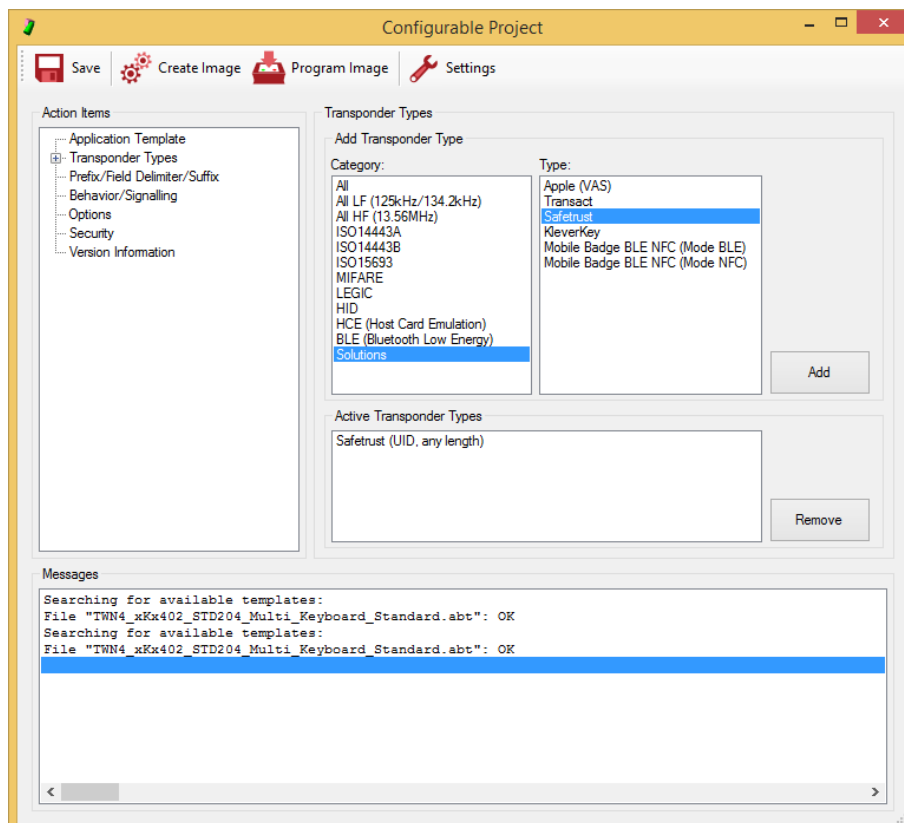 Configurable Project
Save Create Image Program Image Settings
Action Items
Application Template
Transponder Types
Prefix/Field Delimiter/Suffix
Behavior/Signalling
Options
Security
Version Information
Transponder Types
Add Transponder Type
Category:
All
All LF (125kHz/134.2kHz)
All HF (13.56MHz)
ISO14443A
ISO14443B
ISO15693
MIFARE
LEGIC
HID
HCE (Host Card Emulation)
BLE (Bluetooth Low Energy)
Solutions
Type:
Apple (VAS)
Transact
Safetrust
KleverKey
Mobile Badge BLE NFC (Mode BLE)
Mobile Badge BLE NFC (Mode NFC)
Add
Active Transponder Types
Safetrust (UID, any length)
Remove
Messages
Searching for available templates:
File "TWN4_xKx402_STD204_Multi_Keyboard_Standard.abt": OK
Searching for available templates:
File "TWN4_xKx402_STD204_Multi_Keyboard_Standard.abt": OK